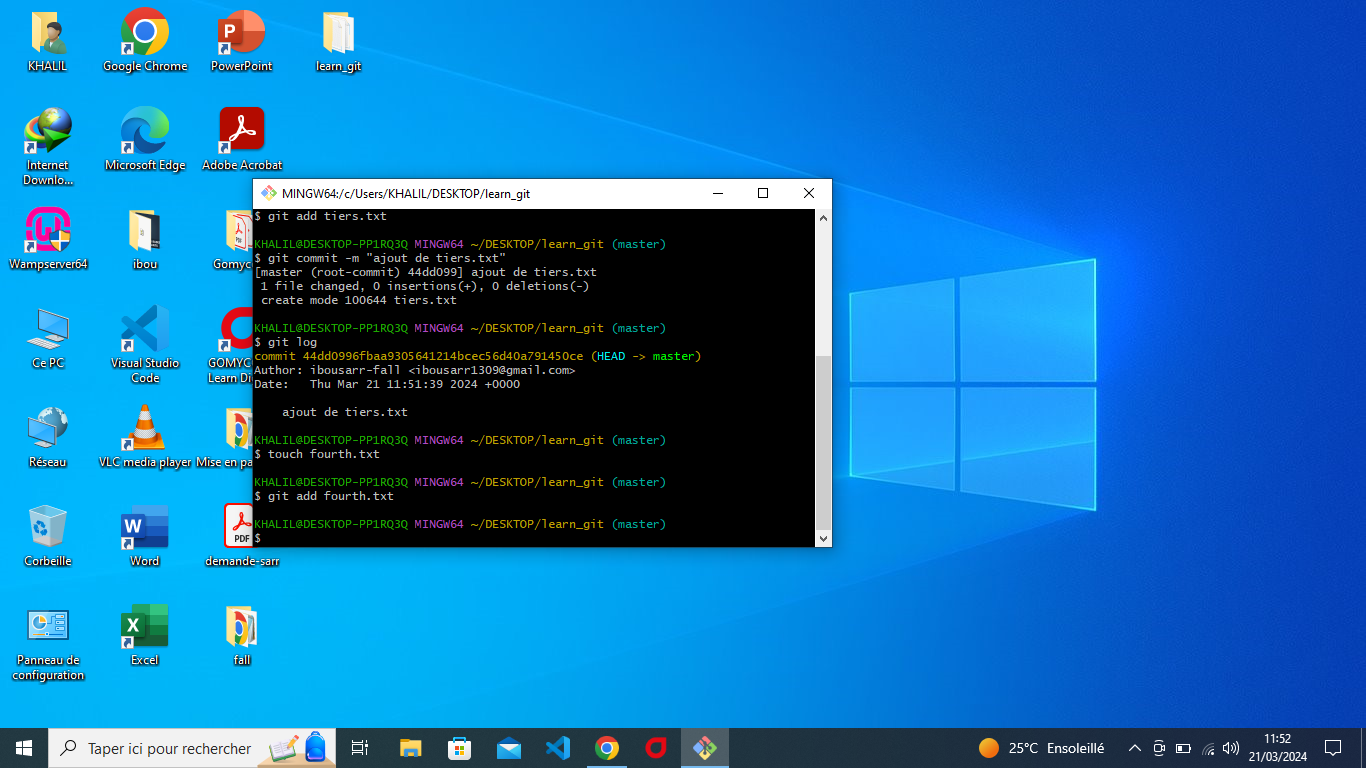 KHALIL
Google Chrome
PowerPoint
learn_git
Internet
Downlo...
Microsoft Edge
Adobe Acrobat
Wampserver64
ibou
Gomyc
Ce PC
Visual Studio
Code
GOMYC
Learn Di
Réseau
VLC media player
Mise en pa
Corbeille
Word
PDF
demande-sarr
Panneau de
configuration
Excel
fall
MINGW64:/c/Users/KHALIL/DESKTOP/learn_git
$ git add tiers.txt
KHALIL@DESKTOP-PP1RQ3Q MINGW64 ~/DESKTOP/learn_git (master)
$ git commit -m "ajout de tiers.txt"
[master (root-commit) 44dd099] ajout de tiers.txt
1 file changed, 0 insertions(+), 0 deletions(-)
create mode 100644 tiers.txt
KHALIL@DESKTOP-PP1RQ3Q MINGW64 ~/DESKTOP/learn_git (master)
$ git log
commit 44dd0996fbaa9305641214bcec56d40a791450ce (HEAD -> master)
Author: ibousarr-fall <ibousarr1309@gmail.com>
Date:   Thu Mar 21 11:51:39 2024 +0000
ajout de tiers.txt
KHALIL@DESKTOP-PP1RQ3Q MINGW64 ~/DESKTOP/learn_git (master)
$ touch fourth.txt
KHALIL@DESKTOP-PP1RQ3Q MINGW64 ~/DESKTOP/learn_git (master)
$ git add fourth.txt
KHALIL@DESKTOP-PP1RQ3Q MINGW64 ~/DESKTOP/learn_git (master)
$
Taper ici pour rechercher
25°C Ensoleillé
11:52
21/03/2024